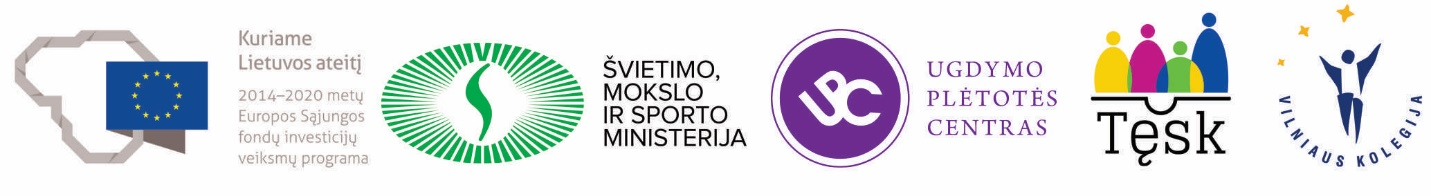 Kuriame
Lietuvos ateitį
2014–2020 metų
Europos Sąjungos
fondų investicijų
veiksmų programa
ŠVIETIMO,
MOKSLO
IR SPORTO
MINISTERIJA
UPC
UGDYMO
PLĖTOTĖS
CENTRAS
Tęsk
VILNIAUS KOLEGIJA